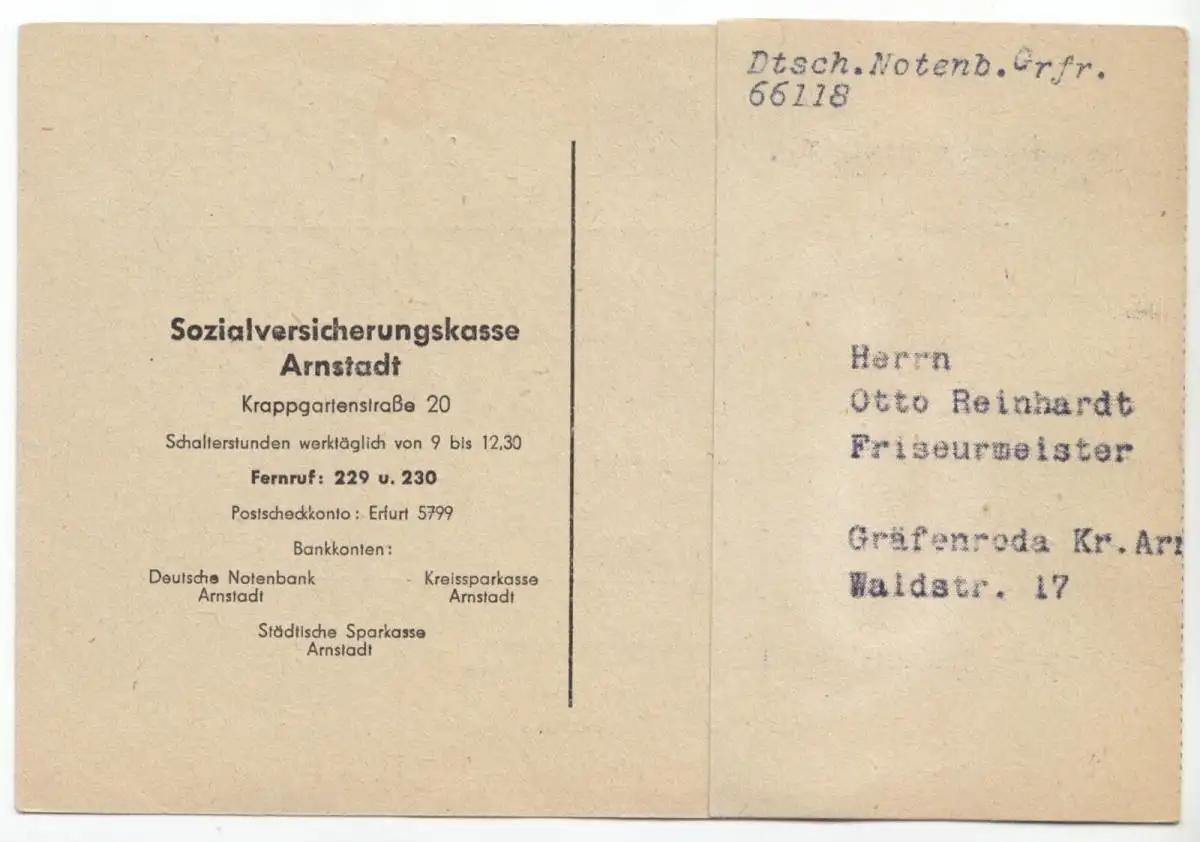 Sozialversicherungskasse
Arnstadt
Krappgartenstraße 20
Schalterstunden werktäglich von 9 bis 12,30
Fernruf: 229 u. 230
Postscheckkonto: Erfurt 5799
Bankkonten:
Deutsche Notenbank
Arnstadt
Kreissparkasse
Arnstadt
Städtische Sparkasse
Arnstadt
Dtsch.Notenb.Grfr.
66118
Herrn
Otto Reinhardt
Friseurmeister
Gräfenroda Kr.Arn
Waldstr. 17